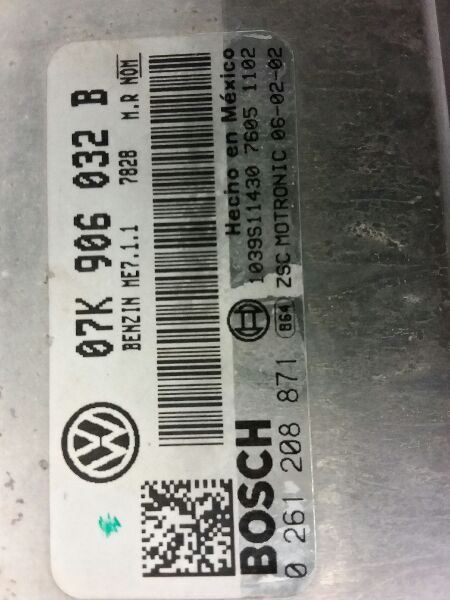 07K 906 032 B
BENZIN ME7.1.1 7828 M.R NOM
Hecho en México
1039S11430 7605 1102
864 ZSC MOTRONIC 06-02-02
BOSCH
0 261 208 871